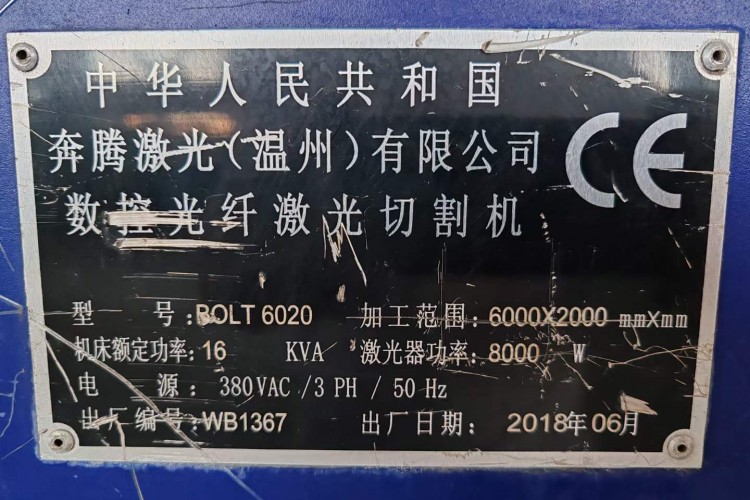 中华人民共和国
奔腾激光(温州)有限公司
CE
数控光纤激光切割机
型 号:BOLT 6020 加工范围:6000X2000 mmXmm
机床额定功率:16 KVA 激光器功率:8000 W
电 源:380VAC/3 PH / 50 Hz
出厂编号:WB1367 出厂日期: 2018年06月